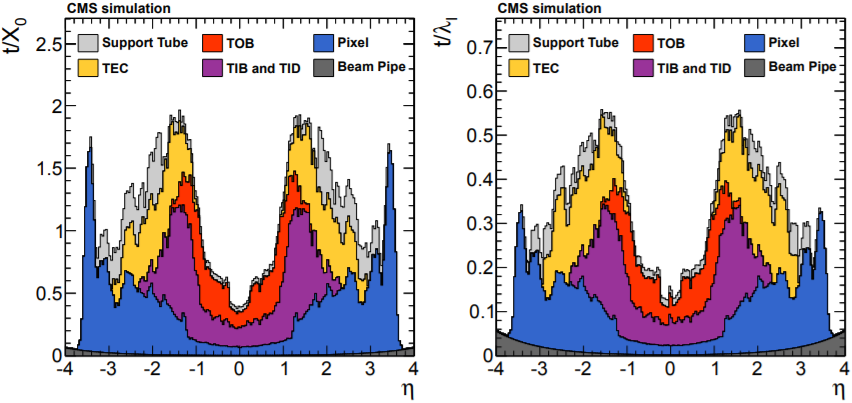 CMS simulation
t/X0
2.5
2
1.5
1
0.5
0
Support Tube TOB Pixel
TEC TIB and TID Beam Pipe
-4 -3 -2 -1 0 1 2 3 4
η
CMS simulation
t/λI
0.7
0.6
0.5
0.4
0.3
0.2
0.1
0
Support Tube TOB Pixel
TEC TIB and TID Beam Pipe
-4 -3 -2 -1 0 1 2 3 4
η